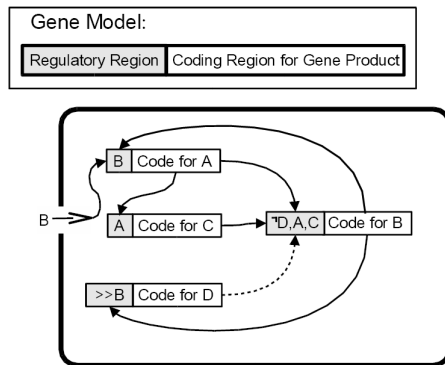 Gene Model:
Regulatory Region Coding Region for Gene Product
B Code for A
B
A Code for C
¬D,A,C Code for B
>>B Code for D